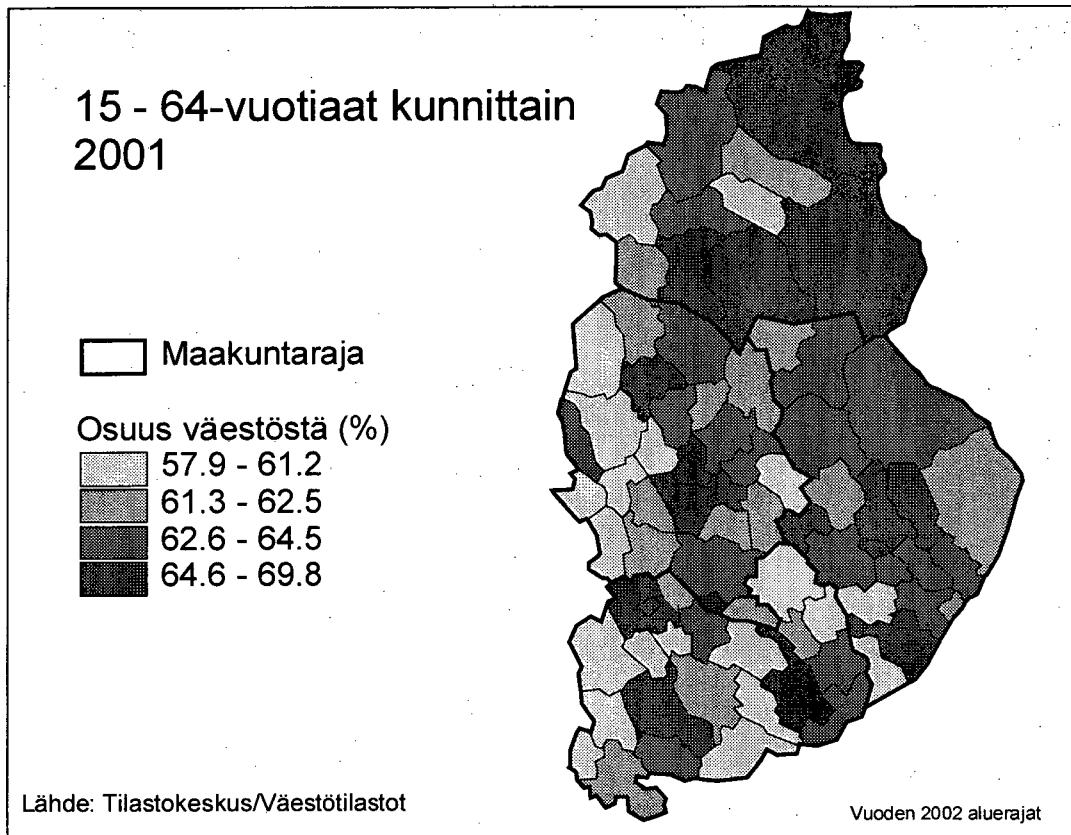 15 - 64-vuotiaat kunnittain
2001
Maakuntaraja
Osuus väestöstä (%)
57.9 - 61.2
61.3 - 62.5
62.6 - 64.5
64.6 - 69.8
Lähde: Tilastokeskus/Väestötilastot
Vuoden 2002 aluerajat